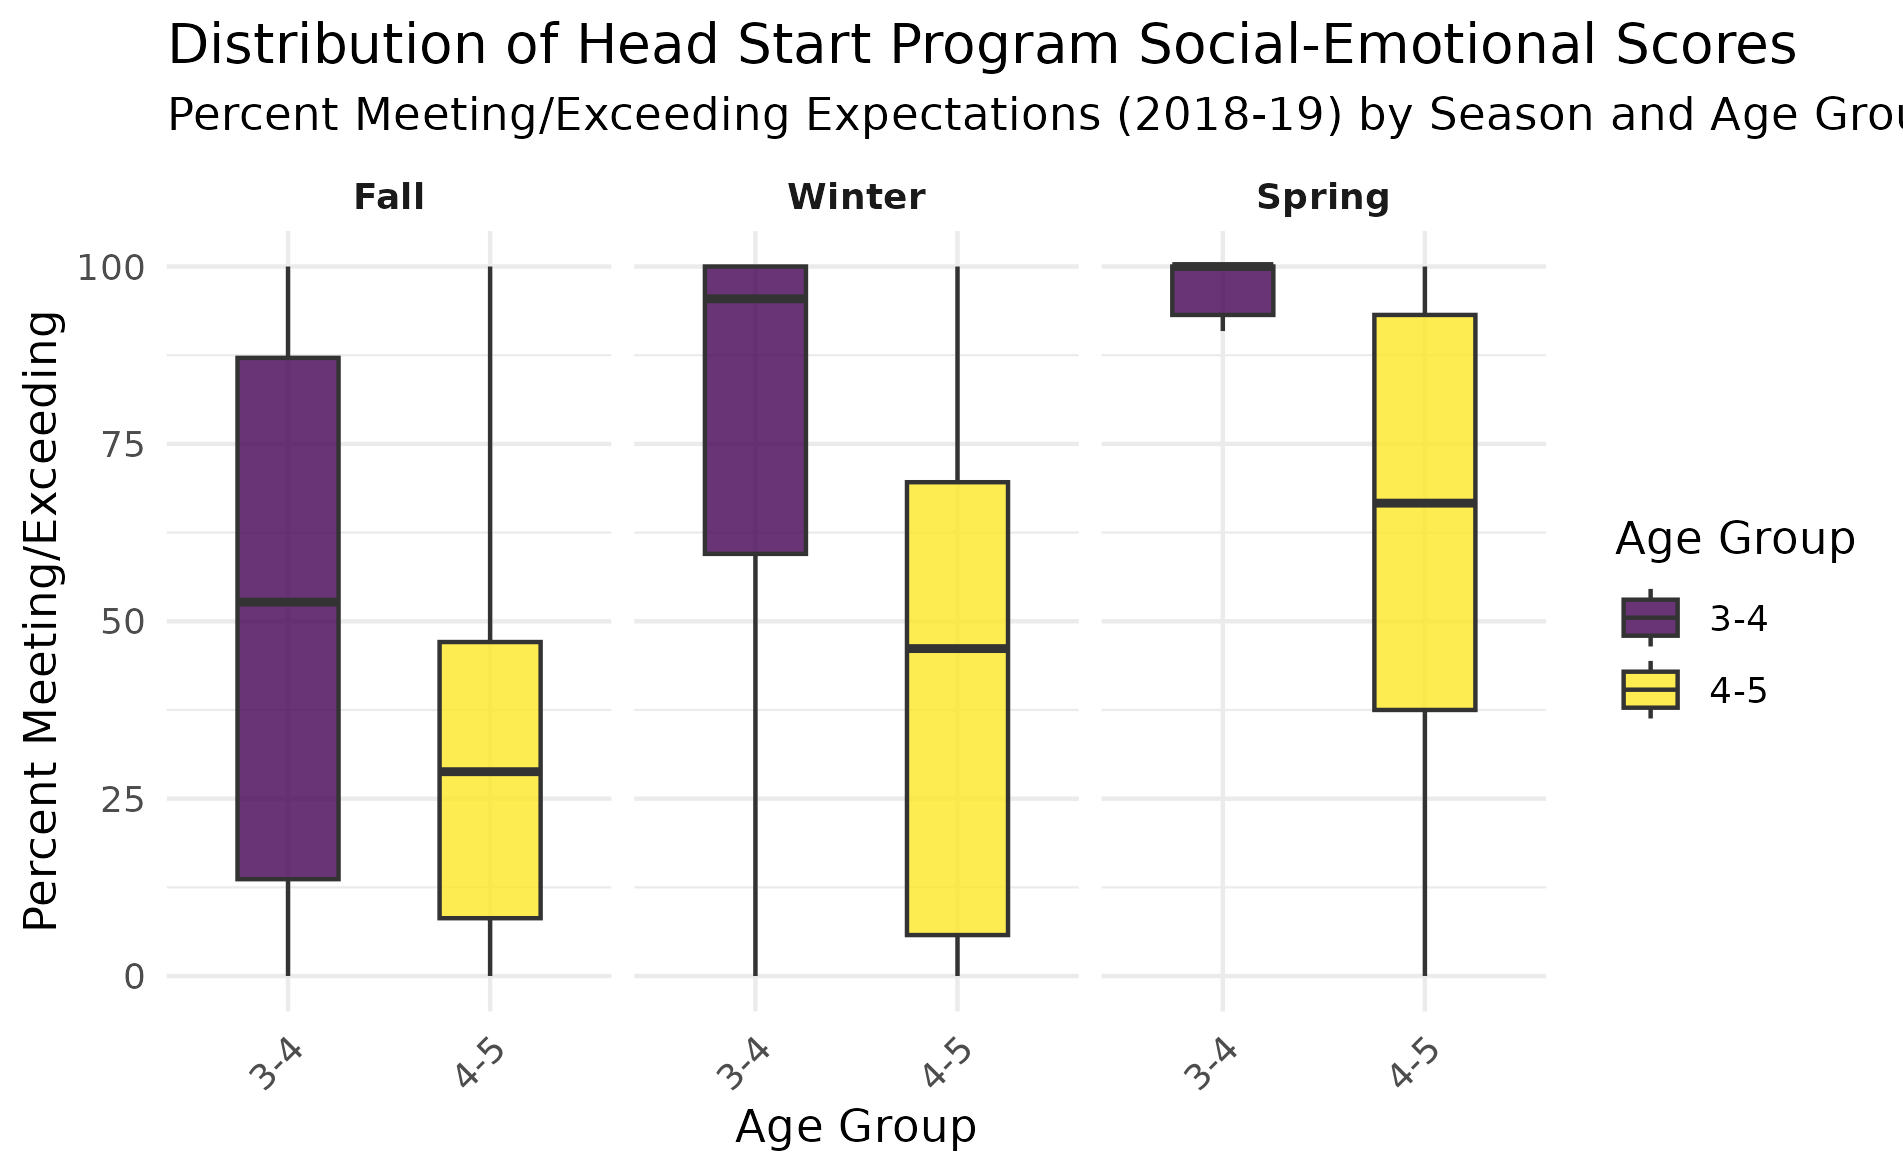 Distribution of Head Start Program Social-Emotional Scores
Percent Meeting/Exceeding Expectations (2018-19) by Season and Age Grou
Fall Winter Spring
Percent Meeting/Exceeding
100
75
50
25
0
3-4 4-5 3-4 4-5 3-4 4-5
Age Group
Age Group
3-4
4-5